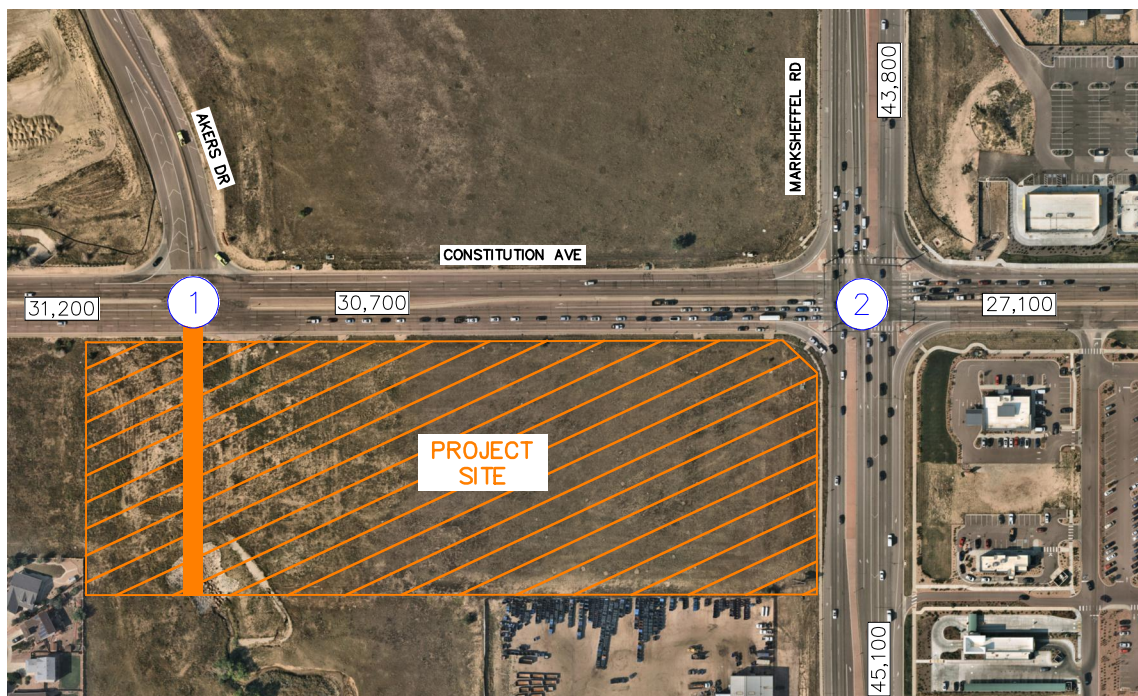 43,800
MARKSHEFFEL RD
AKERS DR
CONSTITUTION AVE
31,200
1
30,700
2
27,100
PROJECT
SITE
45,100